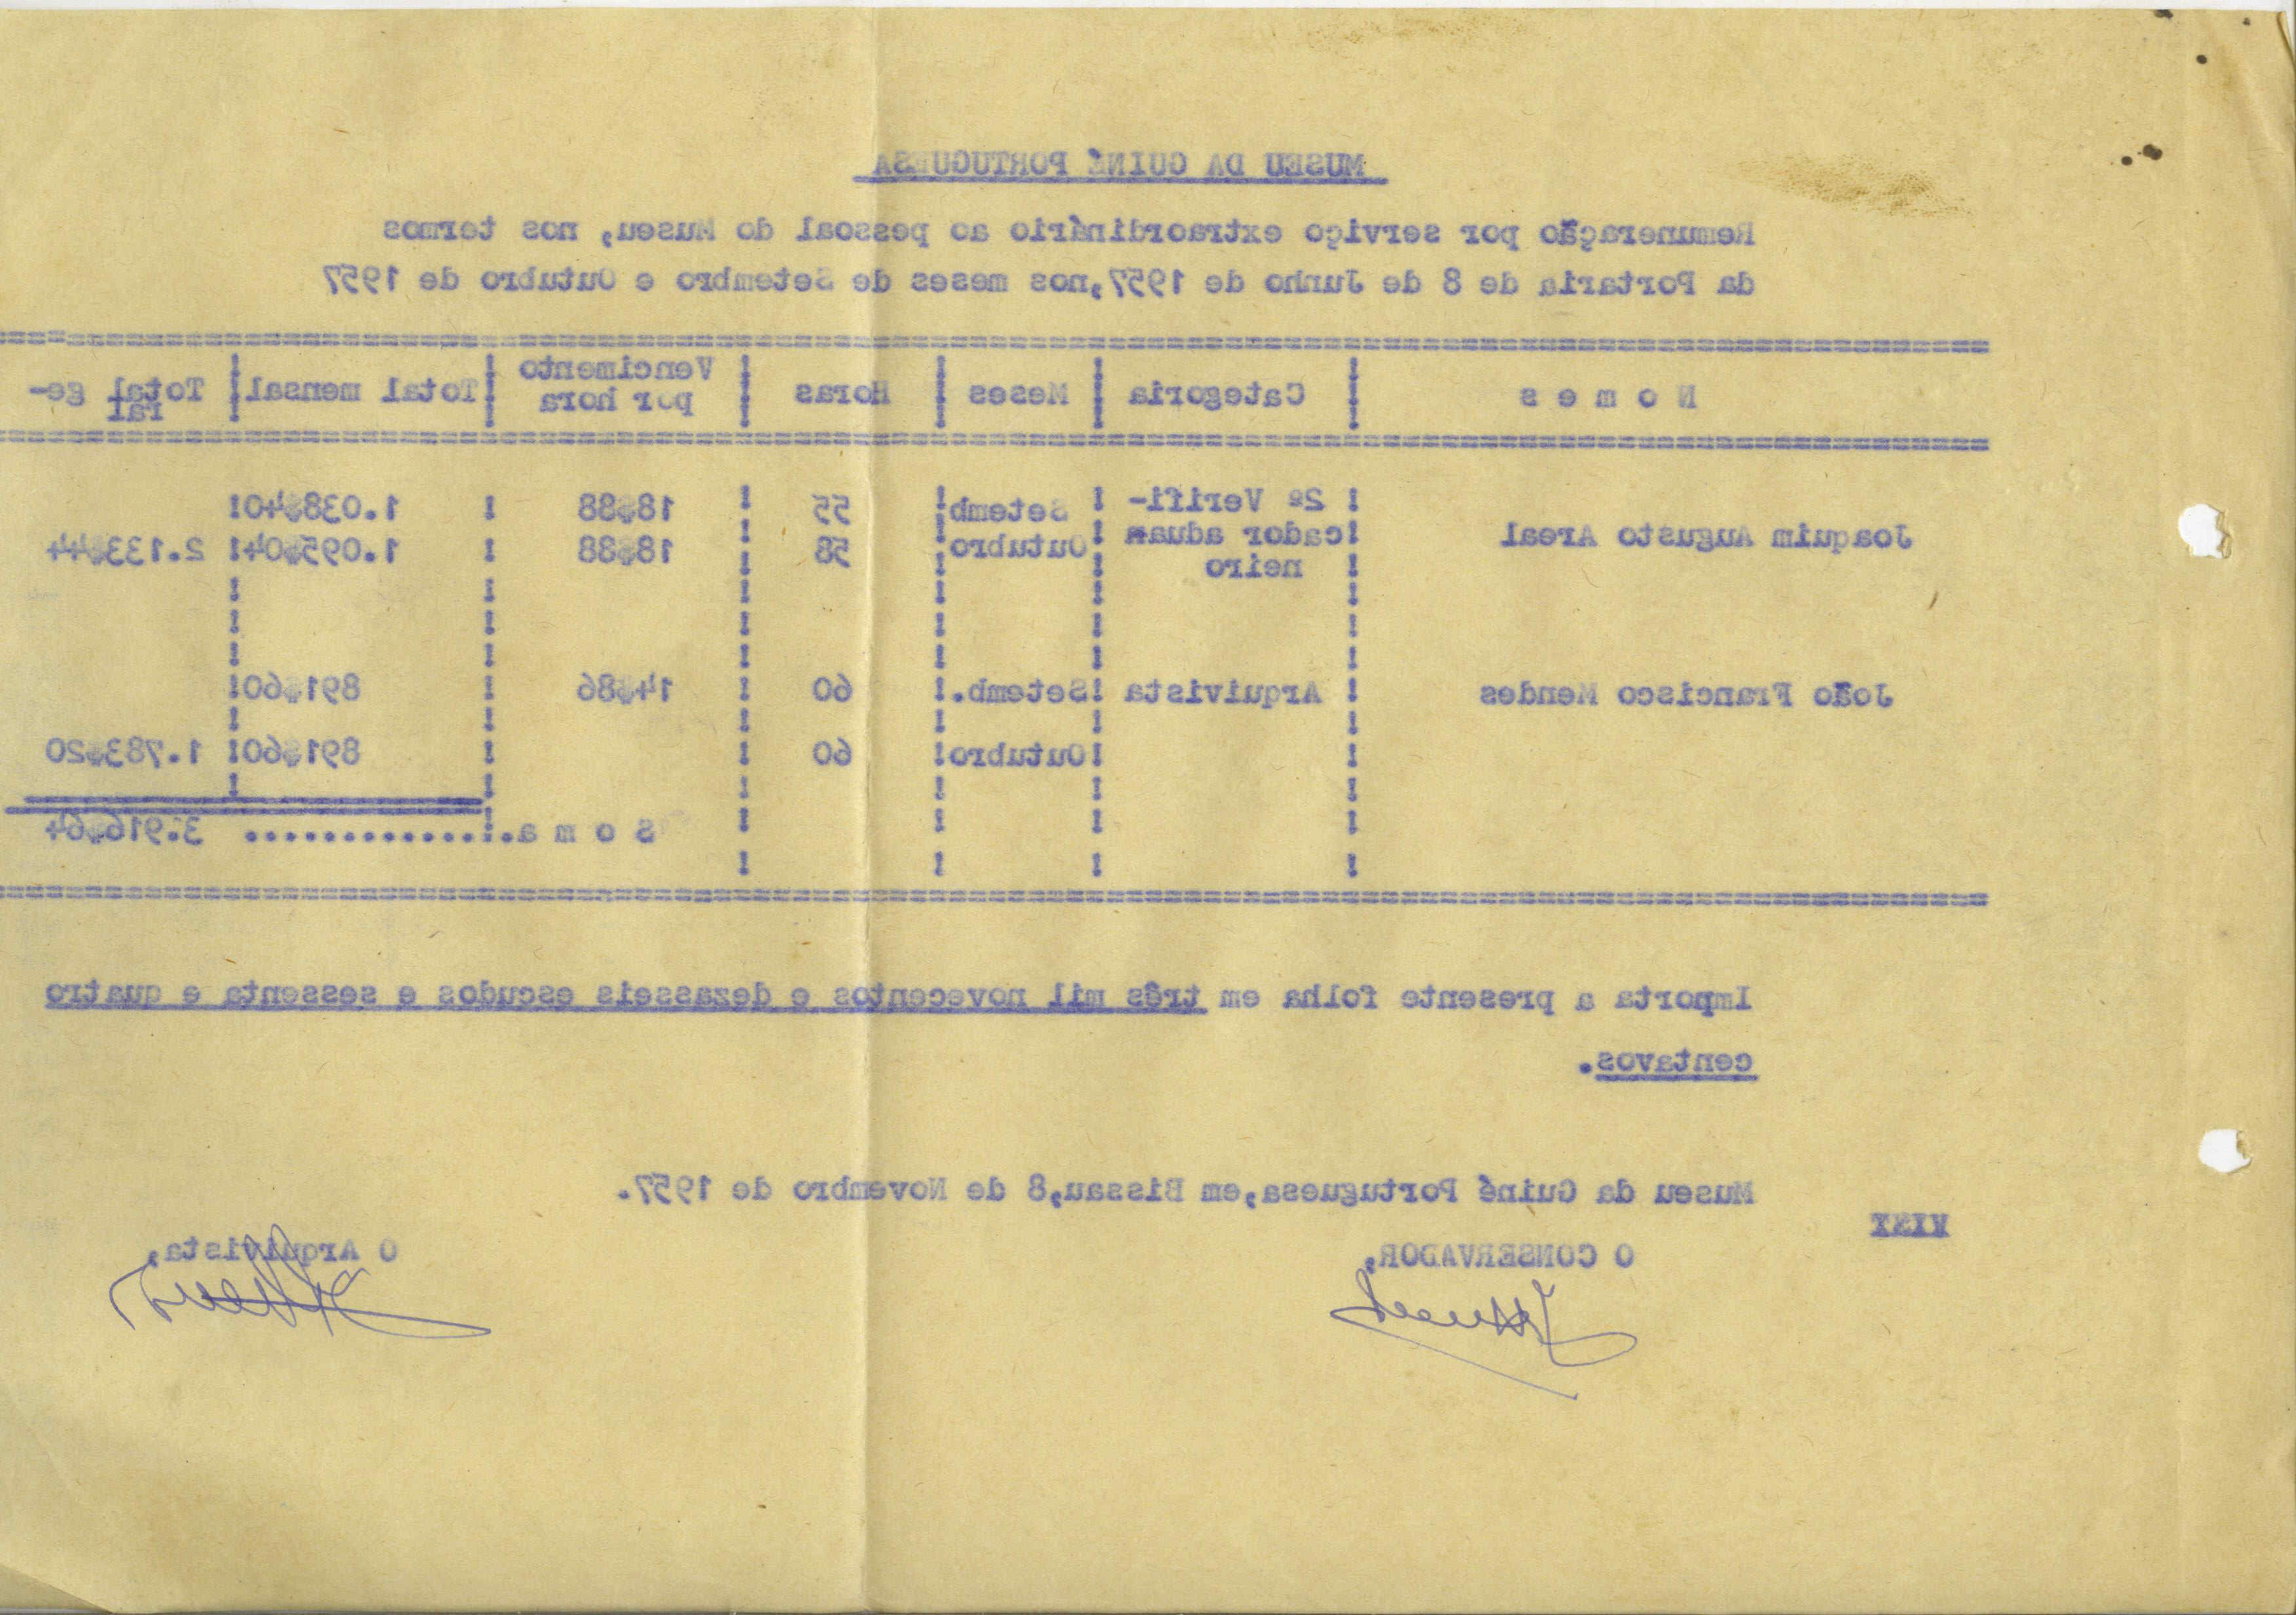 MUSEU DA GUINÉ PORTUGUESA
Remuneração por serviço extraordinário ao pessoal do Museu, nos termos
da Portaria de 8 de Junho de 1957,nos meses de Setembro e Outubro de 1957
N o m e s Categoria Meses Horas Vencimento por hora Total mensal Total ge-
ral
Joaquim Augusto Areal 2º Verifi- Setemb 55 18$88 1.038$40
cador aduan Outubro 58 18$88 1.095$04 2.133$44
neiro
João Francisco Mendes Arquivista Setemb. 60 14$86 891$60
Outubro 60 891$60 1.783$20
S o m a.............. 3.916$64
Importa a presente folha em três mil novecentos e dezasseis escudos e sessenta e quatro
centavos.
Museu da Guiné Portuguesa,em Bissau,8 de Novembro de 1957.
O CONSERVADOR,
O Arquivista,